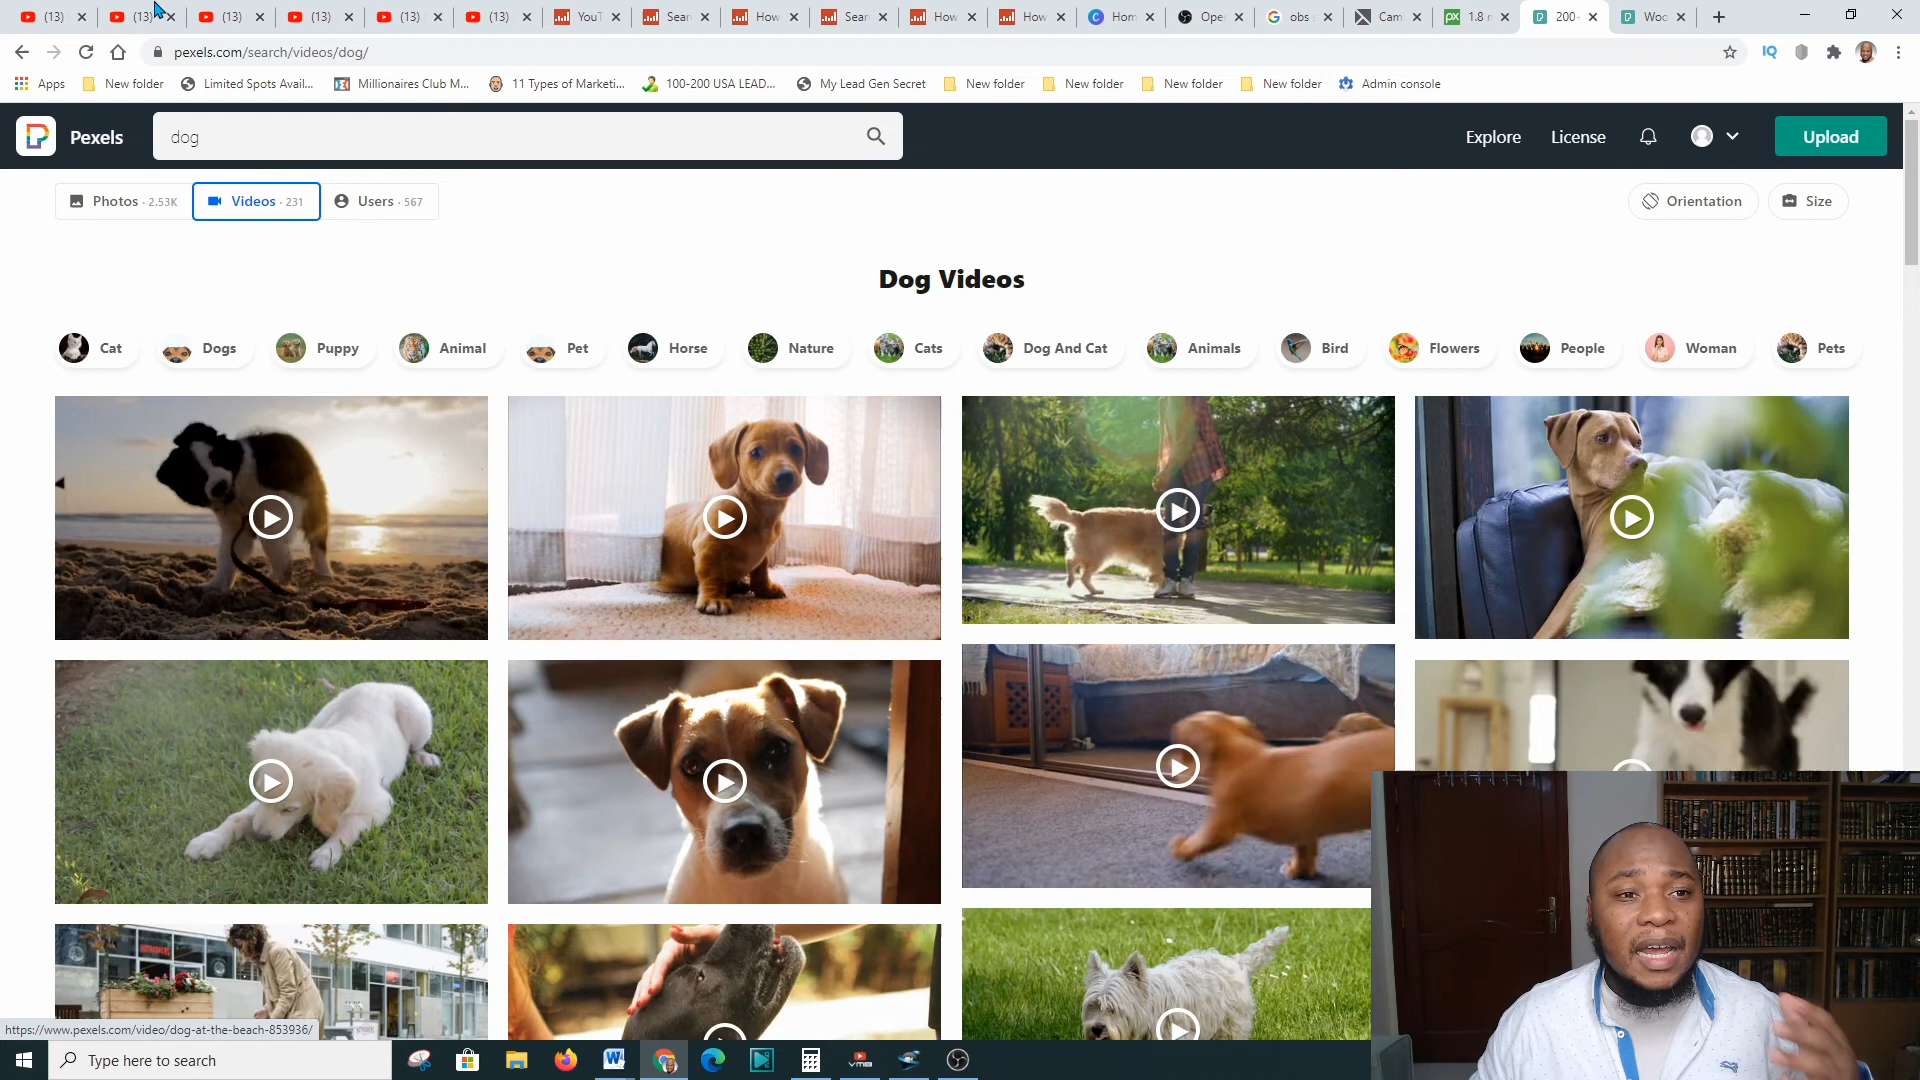 (13)
(13)
(13)
(13)
(13)
(13)
YouT
Sear
How
Sear
How
How
Hom
Ope
obs s
Cam
1.8 m
200-
Woo
pexels.com/search/videos/dog/
IQ
Apps
New folder
Limited Spots Avail...
Millionaires Club M...
11 Types of Marketi...
100-200 USA LEAD...
My Lead Gen Secret
New folder
New folder
New folder
New folder
Admin console
Pexels
dog
Explore
License
Upload
Photos · 2.53K
Videos · 231
Users · 567
Orientation
Size
Dog Videos
Cat
Dogs
Puppy
Animal
Pet
Horse
Nature
Cats
Dog And Cat
Animals
Bird
Flowers
People
Woman
Pets
https://www.pexels.com/video/dog-at-the-beach-853936/
Type here to search